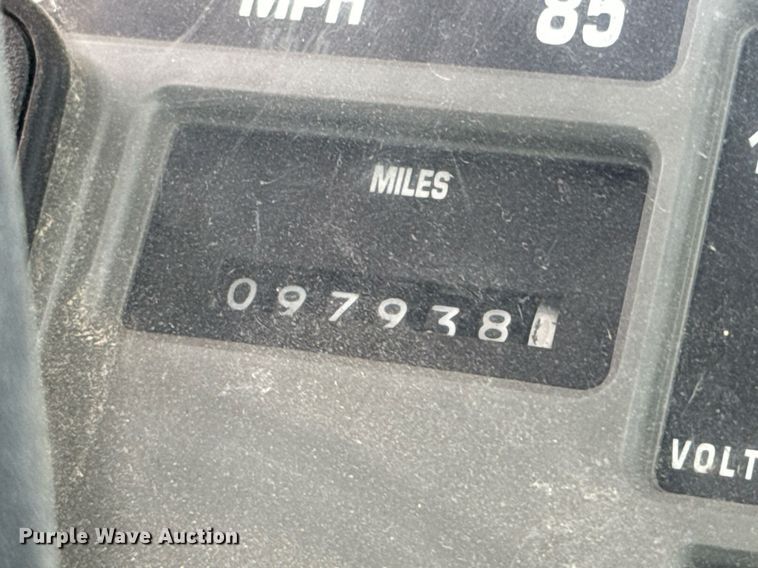 MPH 85
MILES
097938
VOLT
Purple Wave Auction